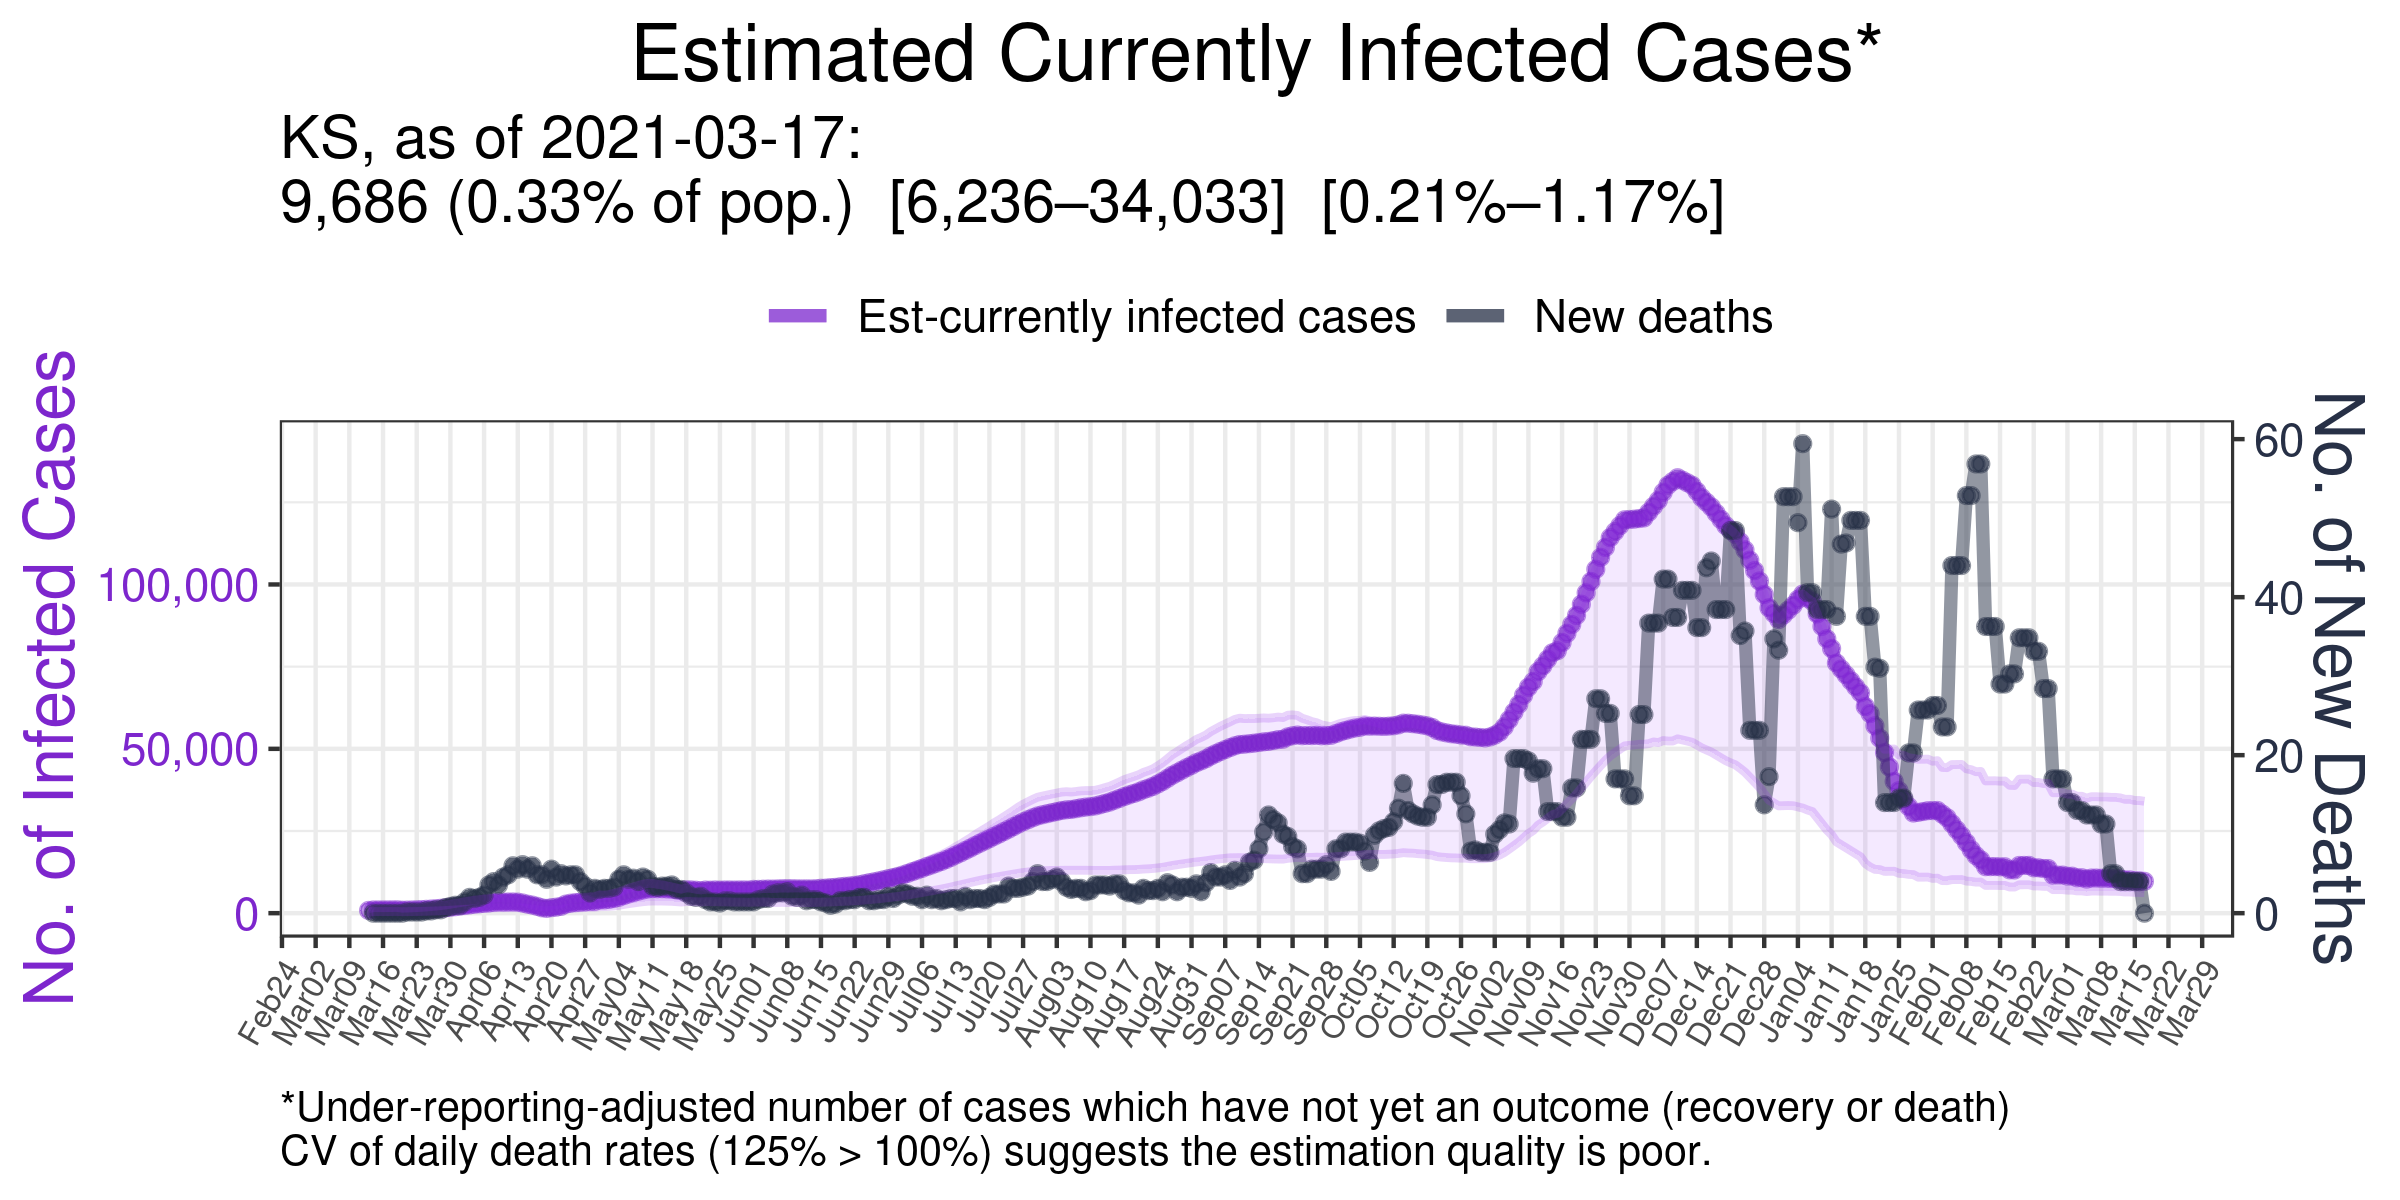 Estimated Currently Infected Cases*
KS, as of 2021-03-17:
9,686 (0.33% of pop.)  [6,236–34,033]  [0.21%–1.17%]
Est-currently infected cases
New deaths
No. of Infected Cases
100,000
50,000
0
60
40
20
0
No. of New Deaths
Feb24
Mar02
Mar09
Mar16
Mar23
Mar30
Apr06
Apr13
Apr20
Apr27
May04
May11
May18
May25
Jun01
Jun08
Jun15
Jun22
Jun29
Jul06
Jul13
Jul20
Jul27
Aug03
Aug10
Aug17
Aug24
Aug31
Sep07
Sep14
Sep21
Sep28
Oct05
Oct12
Oct19
Oct26
Nov02
Nov09
Nov16
Nov23
Nov30
Dec07
Dec14
Dec21
Dec28
Jan04
Jan11
Jan18
Jan25
Feb01
Feb08
Feb15
Feb22
Mar01
Mar08
Mar15
Mar22
Mar29
*Under-reporting-adjusted number of cases which have not yet an outcome (recovery or death)
CV of daily death rates (125% > 100%) suggests the estimation quality is poor.